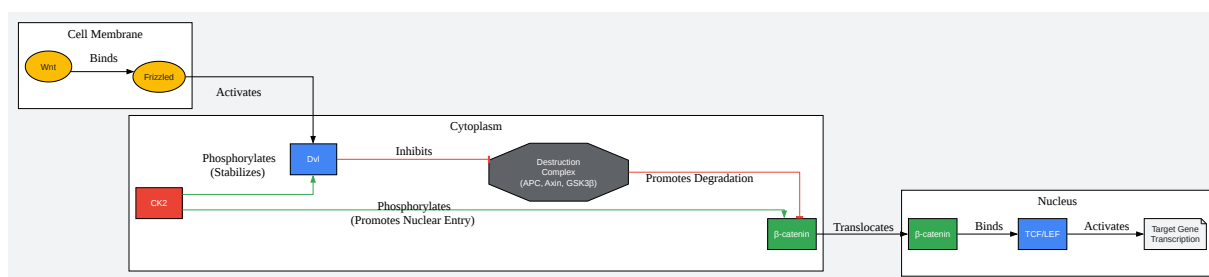 Cell Membrane
Wnt
Binds
Frizzled
Activates
Cytoplasm
Phosphorylates
(Stabilizes)
Dvl
Inhibits
Destruction
Complex
(APC, Axin, GSK3β)
Promotes Degradation
CK2
Phosphorylates
(Promotes Nuclear Entry)
β-catenin
Translocates
Nucleus
β-catenin
Binds
TCF/LEF
Activates
Target Gene
Transcription